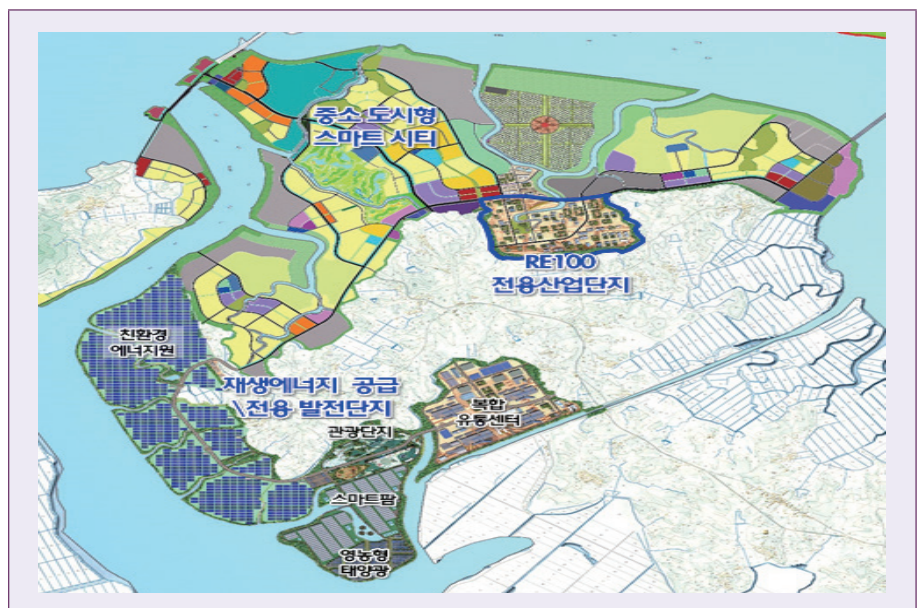 중소 도시형
스마트 시티
RE100
전용산업단지
친환경
에너지원
재생에너지 공급
\전용 발전단지
관광단지
복합
유통센터
스마트팜
영농형
태양광